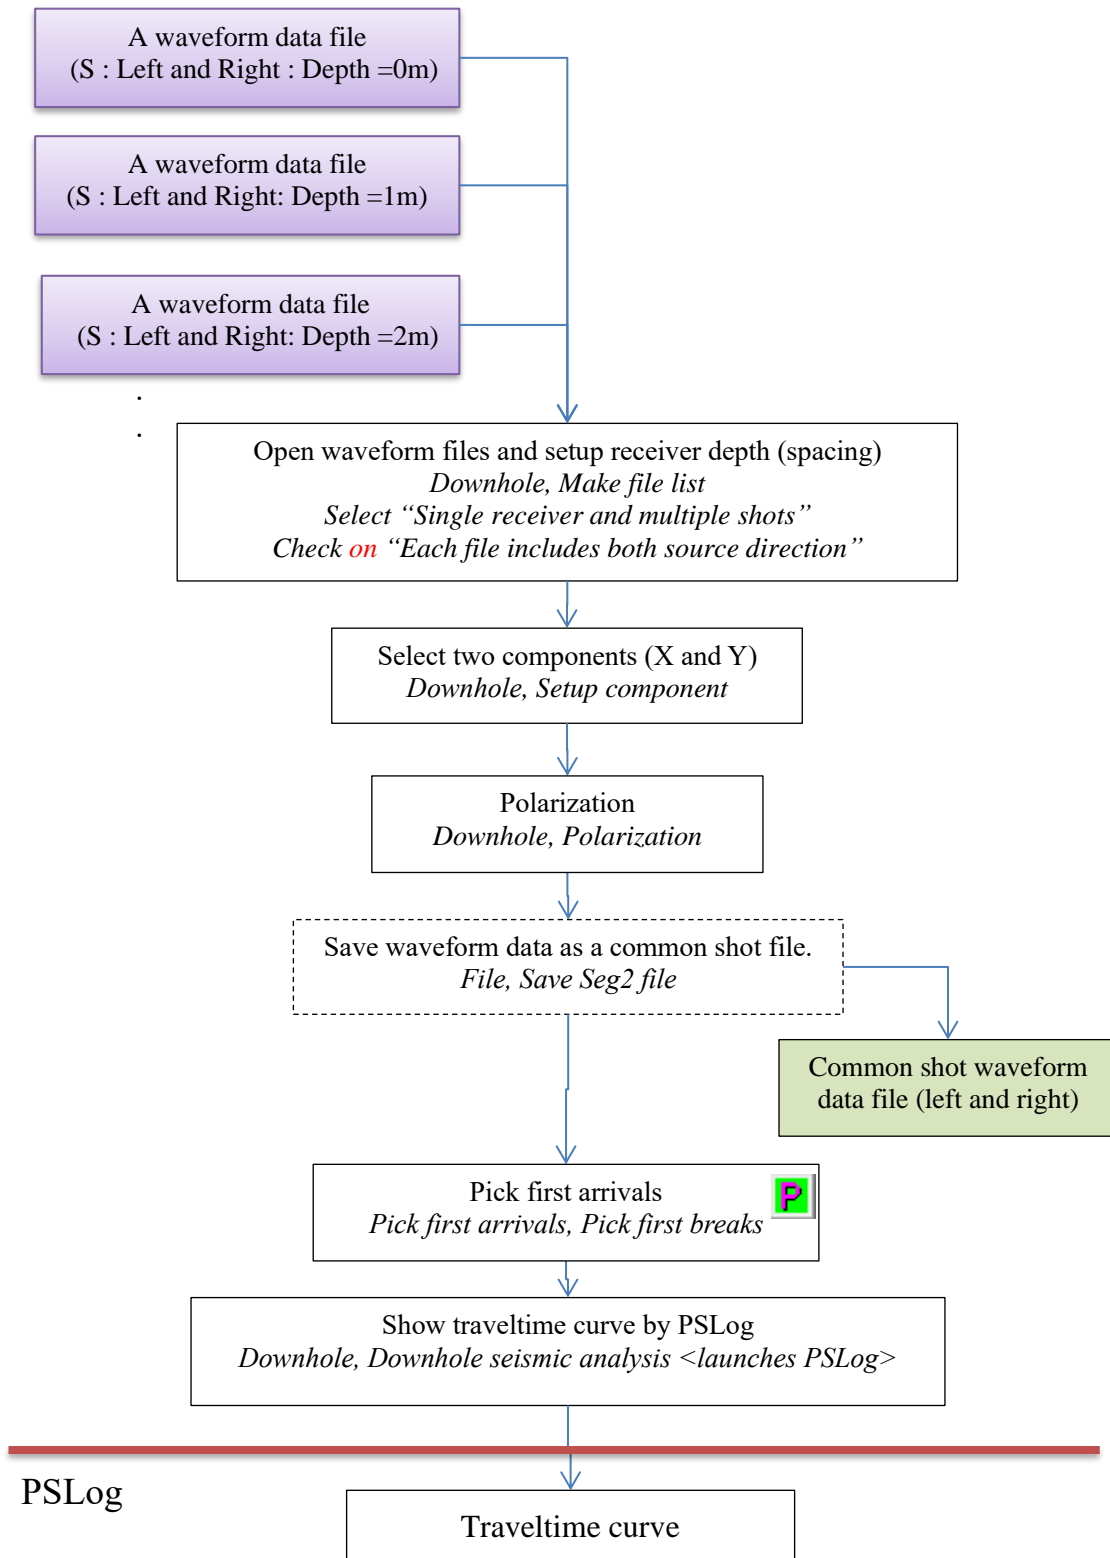 A waveform data file
(S : Left and Right : Depth =0m)
A waveform data file
(S : Left and Right: Depth =1m)
A waveform data file
(S : Left and Right: Depth =2m)
.
.
Open waveform files and setup receiver depth (spacing)
Downhole, Make file list
Select “Single receiver and multiple shots”
Check on “Each file includes both source direction”
Select two components (X and Y)
Downhole, Setup component
Polarization
Downhole, Polarization
Save waveform data as a common shot file.
File, Save Seg2 file
Common shot waveform
data file (left and right)
Pick first arrivals
Pick first arrivals, Pick first breaks
P
Show traveltime curve by PSLog
Downhole, Downhole seismic analysis <launches PSLog>
PSLog
Traveltime curve